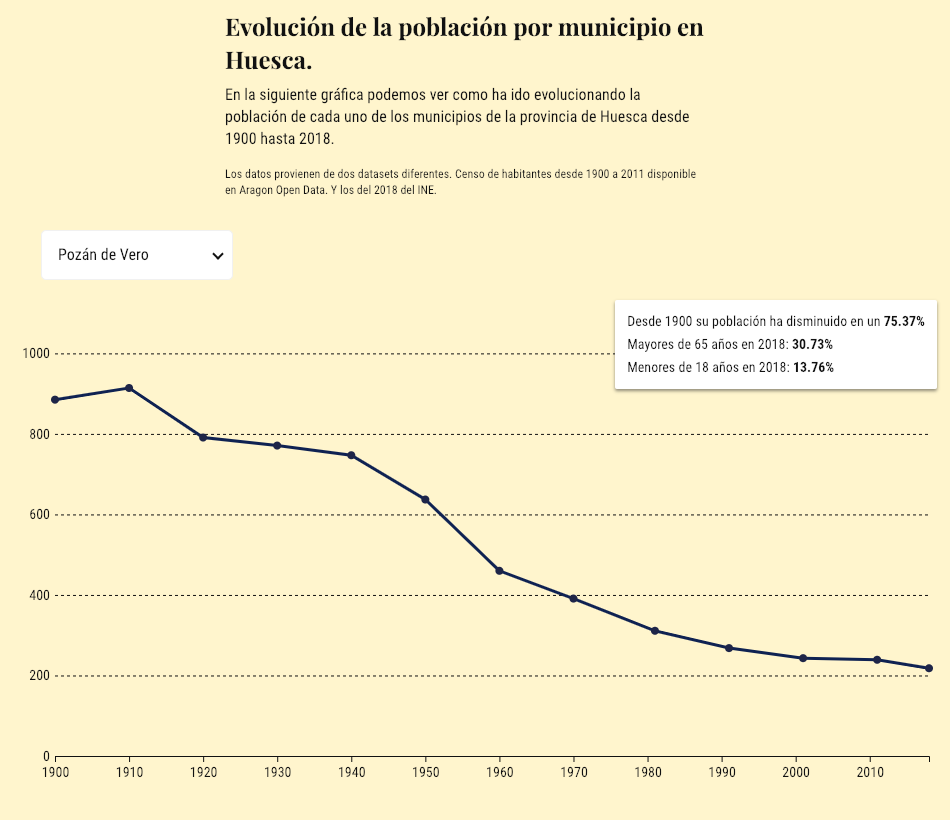 Evolución de la población por municipio en
Huesca.
En la siguiente gráfica podemos ver como ha ido evolucionando la
población de cada uno de los municipios de la provincia de Huesca desde
1900 hasta 2018.
Los datos provienen de dos datasets diferentes. Censo de habitantes desde 1900 a 2011 disponible
en Aragon Open Data. Y los del 2018 del INE.
Pozán de Vero
Desde 1900 su población ha disminuido en un 75.37%
Mayores de 65 años en 2018: 30.73%
Menores de 18 años en 2018: 13.76%
1000
800
600
400
200
0
1900 1910 1920 1930 1940 1950 1960 1970 1980 1990 2000 2010